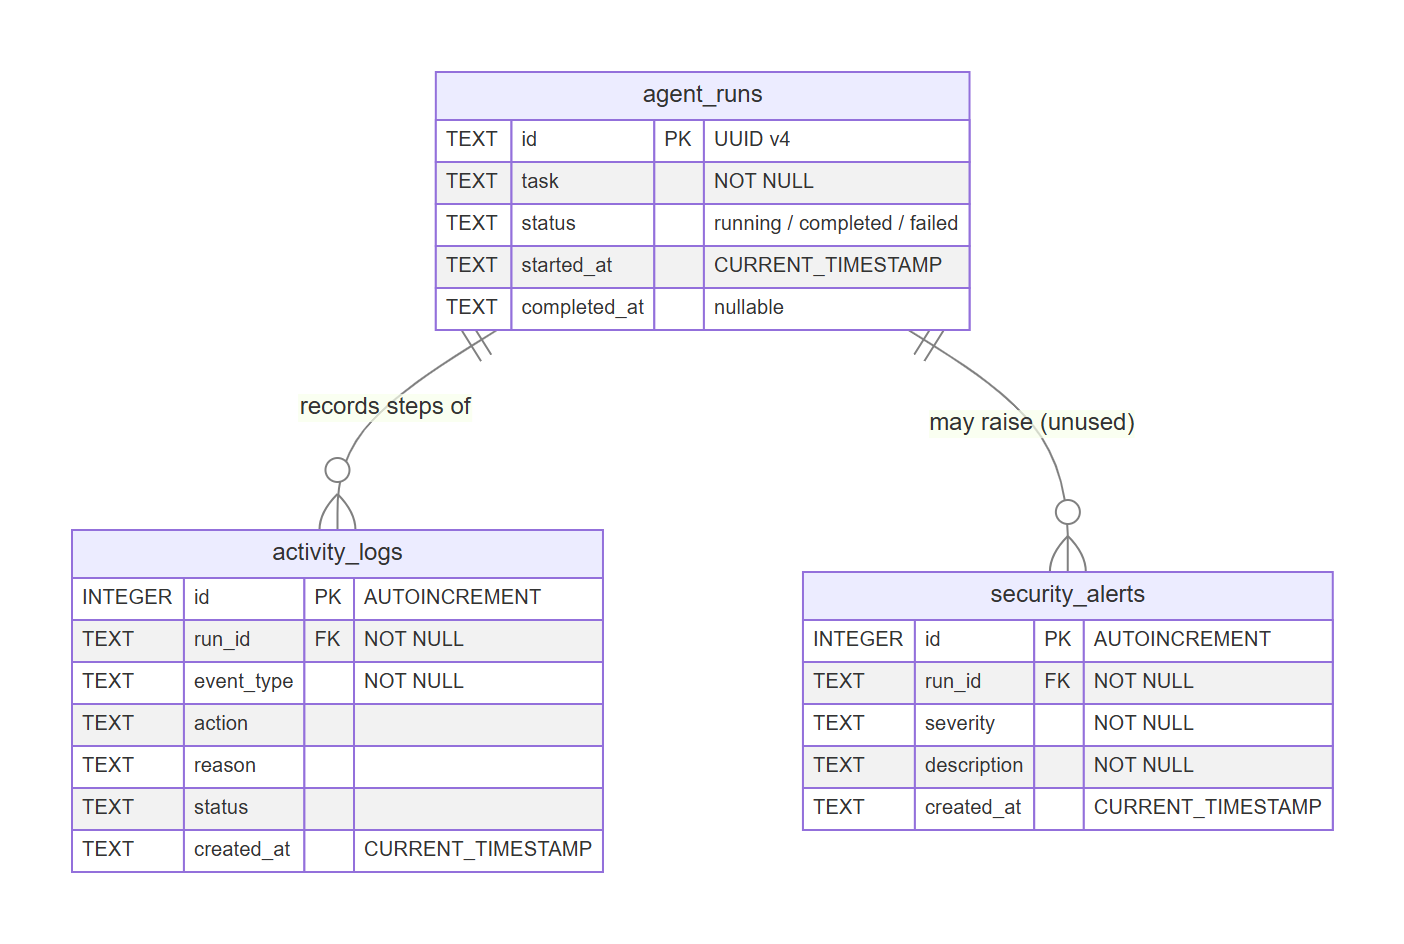 agent_runs
TEXT id PK UUID v4
TEXT task NOT NULL
TEXT status running / completed / failed
TEXT started_at CURRENT_TIMESTAMP
TEXT completed_at nullable
records steps of
may raise (unused)
activity_logs
INTEGER id PK AUTOINCREMENT
TEXT run_id FK NOT NULL
TEXT event_type NOT NULL
TEXT action
TEXT reason
TEXT status
TEXT created_at CURRENT_TIMESTAMP
security_alerts
INTEGER id PK AUTOINCREMENT
TEXT run_id FK NOT NULL
TEXT severity NOT NULL
TEXT description NOT NULL
TEXT created_at CURRENT_TIMESTAMP